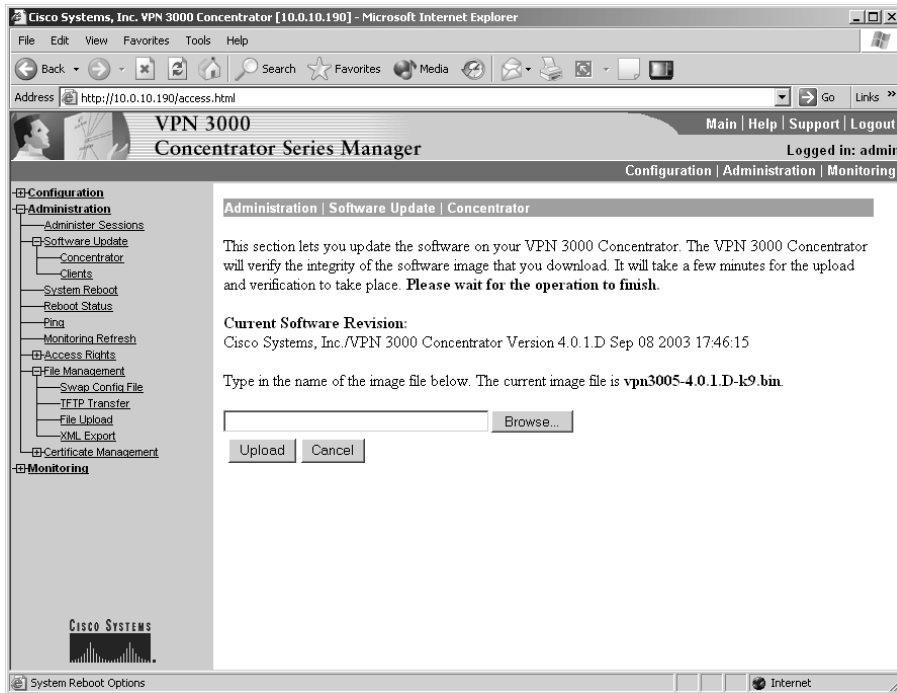 Cisco Systems, Inc. VPN 3000 Concentrator [10.0.10.190] - Microsoft Internet Explorer
File Edit View Favorites Tools Help
Back Search Favorites Media
Address http://10.0.10.190/access.html Go Links »
VPN 3000
Concentrator Series Manager
Main | Help | Support | Logout
Logged in: admin
Configuration | Administration | Monitoring
Configuration
Administration
Administer Sessions
Software Update
Concentrator
Clients
System Reboot
Reboot Status
Ping
Monitoring Refresh
Access Rights
File Management
Swap Config File
TFTP Transfer
File Upload
XML Export
Certificate Management
Monitoring
CISCO SYSTEMS
Administration | Software Update | Concentrator
This section lets you update the software on your VPN 3000 Concentrator. The VPN 3000 Concentrator
will verify the integrity of the software image that you download. It will take a few minutes for the upload
and verification to take place. Please wait for the operation to finish.
Current Software Revision:
Cisco Systems, Inc./VPN 3000 Concentrator Version 4.0.1.D Sep 08 2003 17:46:15
Type in the name of the image file below. The current image file is vpn3005-4.0.1.D-k9.bin.
Browse...
Upload Cancel
System Reboot Options Internet